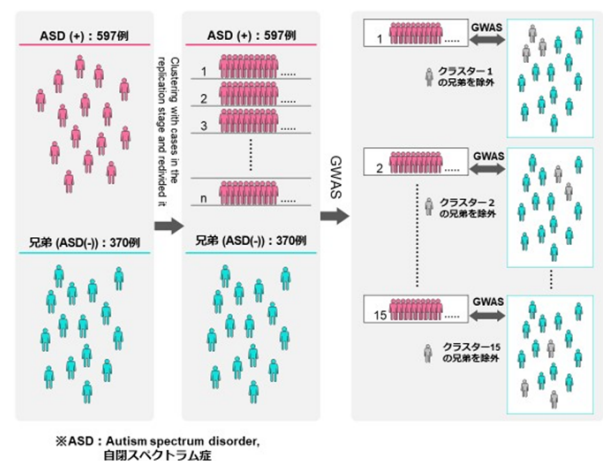 ASD (+) : 597例
兄弟 (ASD(-)) : 370例
Clustering with cases in the
replication stage and redivided it
ASD (+) : 597例
1 .....
2 .....
3 .....
n .....
兄弟 (ASD(-)) : 370例
GWAS
1 .....
GWAS
クラスター1
の兄弟を除外
2 .....
GWAS
クラスター2
の兄弟を除外
15 .....
GWAS
クラスター15
の兄弟を除外
※ASD : Autism spectrum disorder,
自閉スペクトラム症